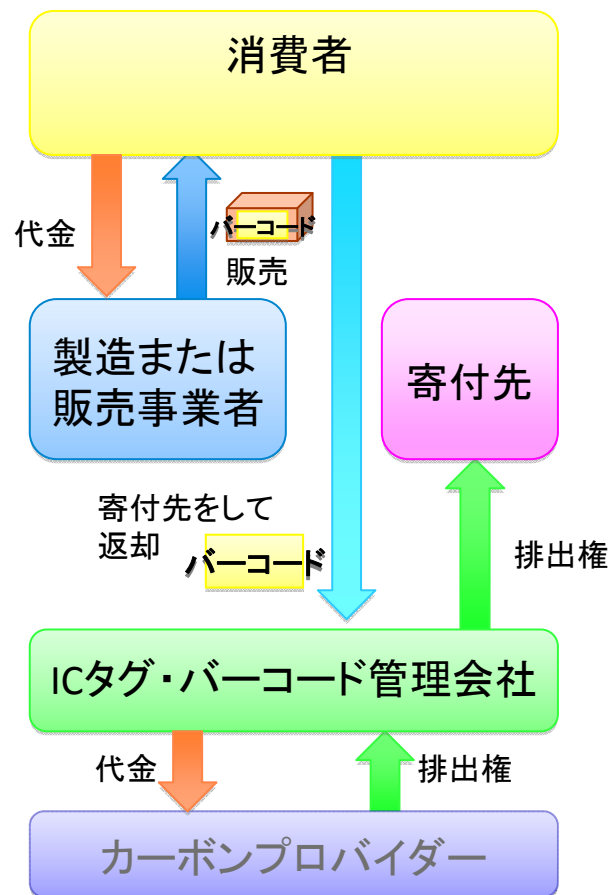 消費者
代金
バーコード
販売
製造または
販売事業者
寄付先
寄付先をして
返却
バーコード
排出権
ICタグ・バーコード管理会社
代金
排出権
カーボンプロバイダー